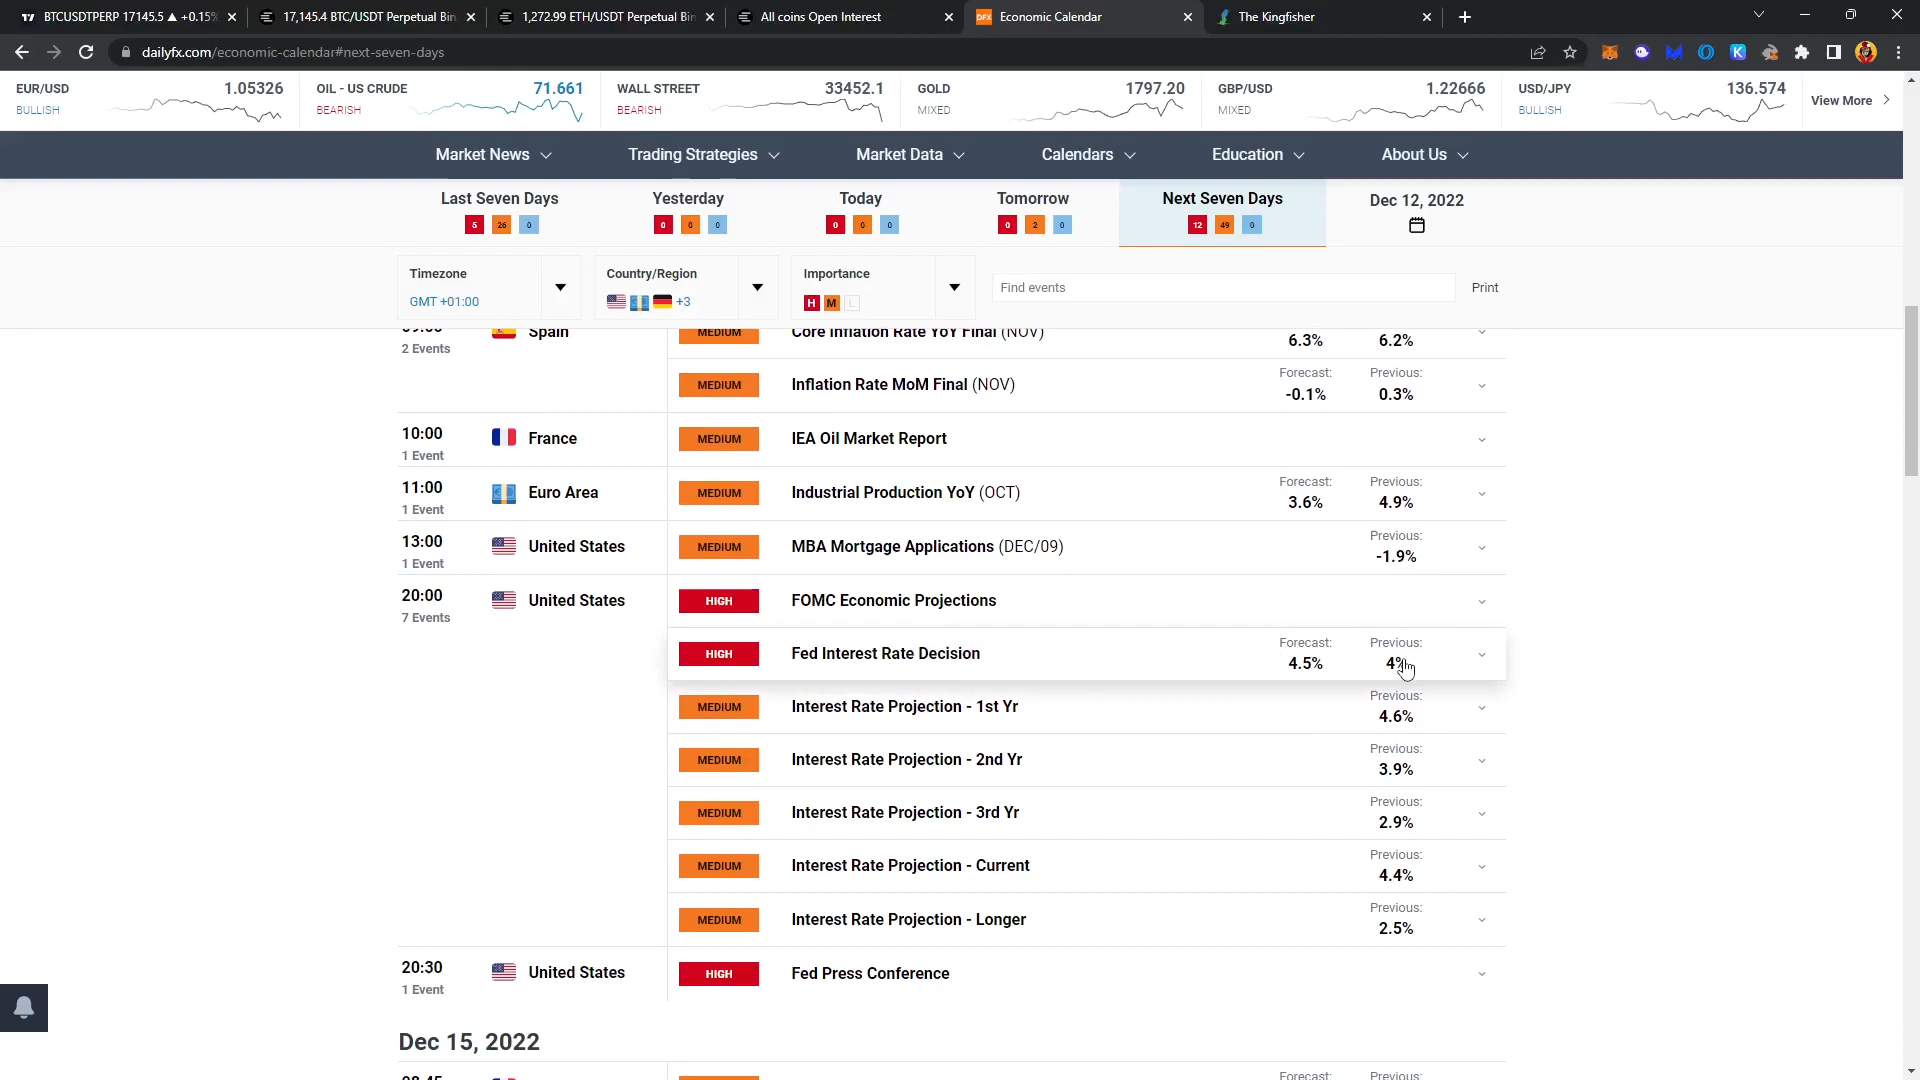 BTCUSDTPERP 17145.5 ▲ +0.15%
17,145.4 BTC/USDT Perpetual Bin
1,272.99 ETH/USDT Perpetual Bin
All coins Open Interest
DFX Economic Calendar
The Kingfisher
dailyfx.com/economic-calendar#next-seven-days
EUR/USD 1.05326
BULLISH
OIL - US CRUDE 71.661
BEARISH
WALL STREET 33452.1
BEARISH
GOLD 1797.20
MIXED
GBP/USD 1.22666
MIXED
USD/JPY 136.574
BULLISH
View More
Market News Trading Strategies Market Data Calendars Education About Us
Last Seven Days Yesterday Today Tomorrow Next Seven Days Dec 12, 2022
5 26 0 0 0 0 0 0 0 0 2 0 12 49 0
Timezone
GMT +01:00
Country/Region
+3
Importance
H M L
Find events
Print
09:00 Spain MEDIUM Core Inflation Rate YoY Final (NOV) 6.3% 6.2%
2 Events
MEDIUM Inflation Rate MoM Final (NOV) Forecast: Previous:
-0.1% 0.3%
10:00 France MEDIUM IEA Oil Market Report
1 Event
11:00 Euro Area MEDIUM Industrial Production YoY (OCT) Forecast: Previous:
1 Event 3.6% 4.9%
13:00 United States MEDIUM MBA Mortgage Applications (DEC/09) Previous:
1 Event -1.9%
20:00 United States HIGH FOMC Economic Projections
7 Events
HIGH Fed Interest Rate Decision Forecast: Previous:
4.5% 4%
MEDIUM Interest Rate Projection - 1st Yr Previous:
4.6%
MEDIUM Interest Rate Projection - 2nd Yr Previous:
3.9%
MEDIUM Interest Rate Projection - 3rd Yr Previous:
2.9%
MEDIUM Interest Rate Projection - Current Previous:
4.4%
MEDIUM Interest Rate Projection - Longer Previous:
2.5%
20:30 United States HIGH Fed Press Conference
1 Event
Dec 15, 2022
08:45 Forecast: Previous: